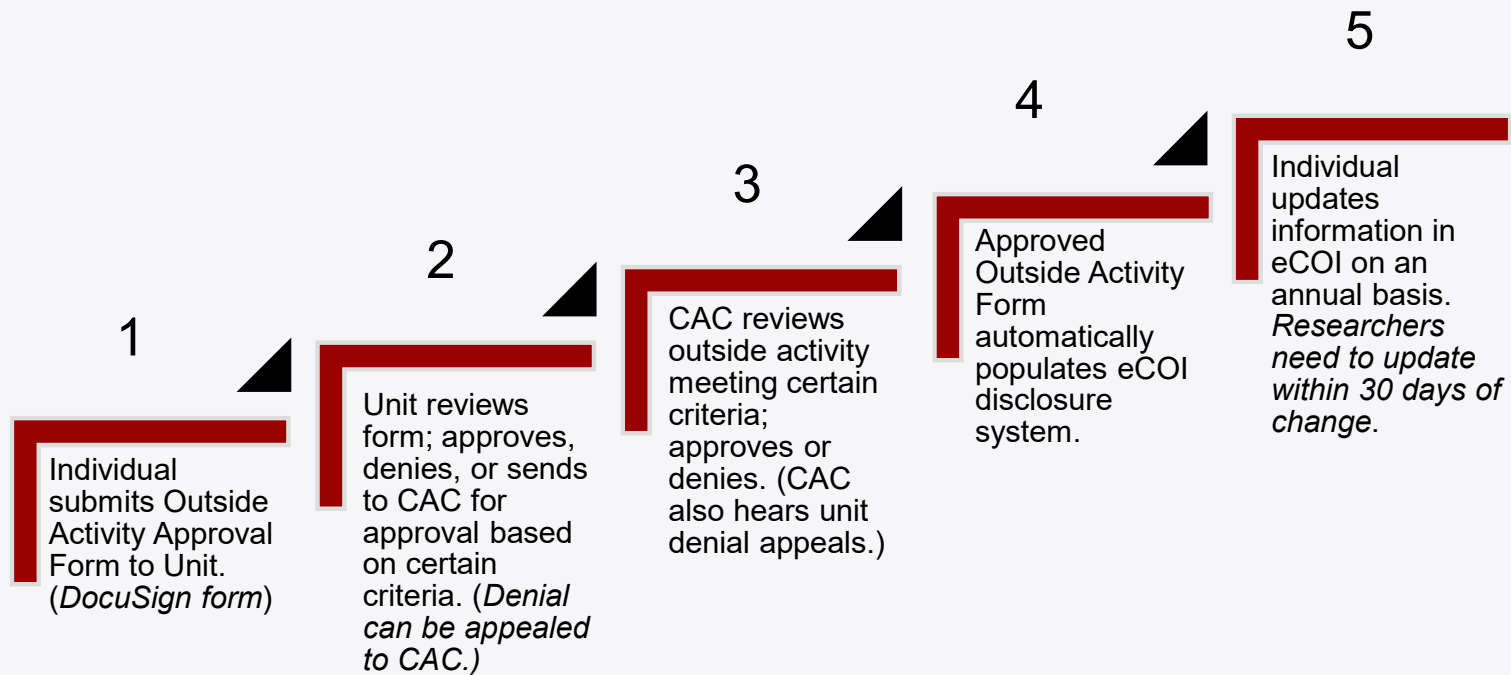 1
Individual
submits Outside
Activity Approval
Form to Unit.
(DocuSign form)
2
Unit reviews
form; approves,
denies, or sends
to CAC for
approval based
on certain
criteria. (Denial
can be appealed
to CAC.)
3
CAC reviews
outside activity
meeting certain
criteria;
approves or
denies. (CAC
also hears unit
denial appeals.)
4
Approved
Outside Activity
Form
automatically
populates eCOI
disclosure
system.
5
Individual
updates
information in
eCOI on an
annual basis.
Researchers
need to update
within 30 days of
change.